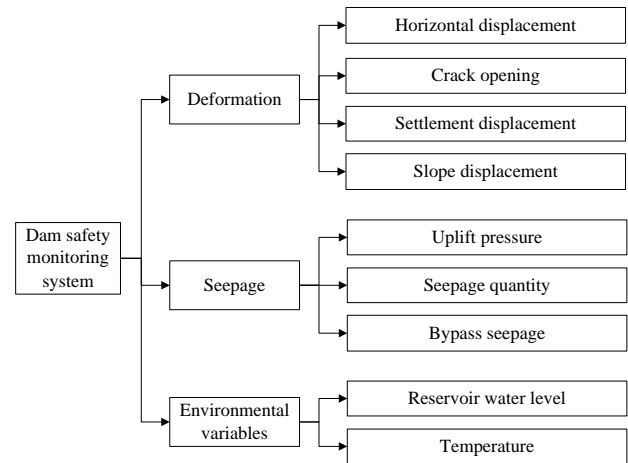 Dam safety
monitoring
system
Deformation
Horizontal displacement
Crack opening
Settlement displacement
Slope displacement
Seepage
Uplift pressure
Seepage quantity
Bypass seepage
Environmental
variables
Reservoir water level
Temperature